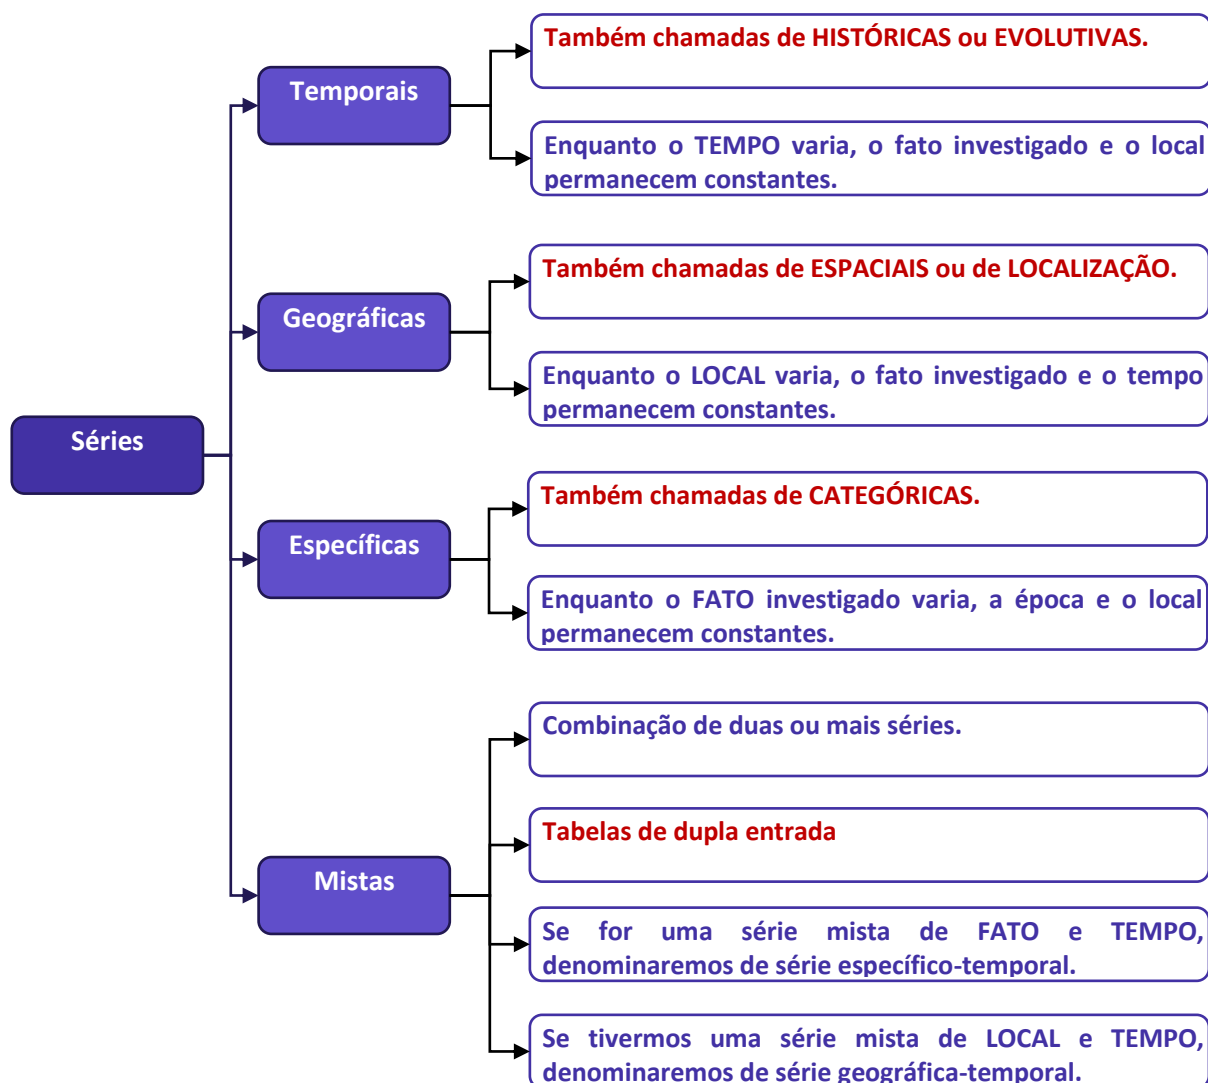 Séries
Temporais
Também chamadas de HISTÓRICAS ou EVOLUTIVAS.
Enquanto o TEMPO varia, o fato investigado e o local
permanecem constantes.
Geográficas
Também chamadas de ESPACIAIS ou de LOCALIZAÇÃO.
Enquanto o LOCAL varia, o fato investigado e o tempo
permanecem constantes.
Específicas
Também chamadas de CATEGÓRICAS.
Enquanto o FATO investigado varia, a época e o local
permanecem constantes.
Mistas
Combinação de duas ou mais séries.
Tabelas de dupla entrada
Se for uma série mista de FATO e TEMPO,
denominaremos de série específico-temporal.
Se tivermos uma série mista de LOCAL e TEMPO,
denominaremos de série geográfica-temporal.